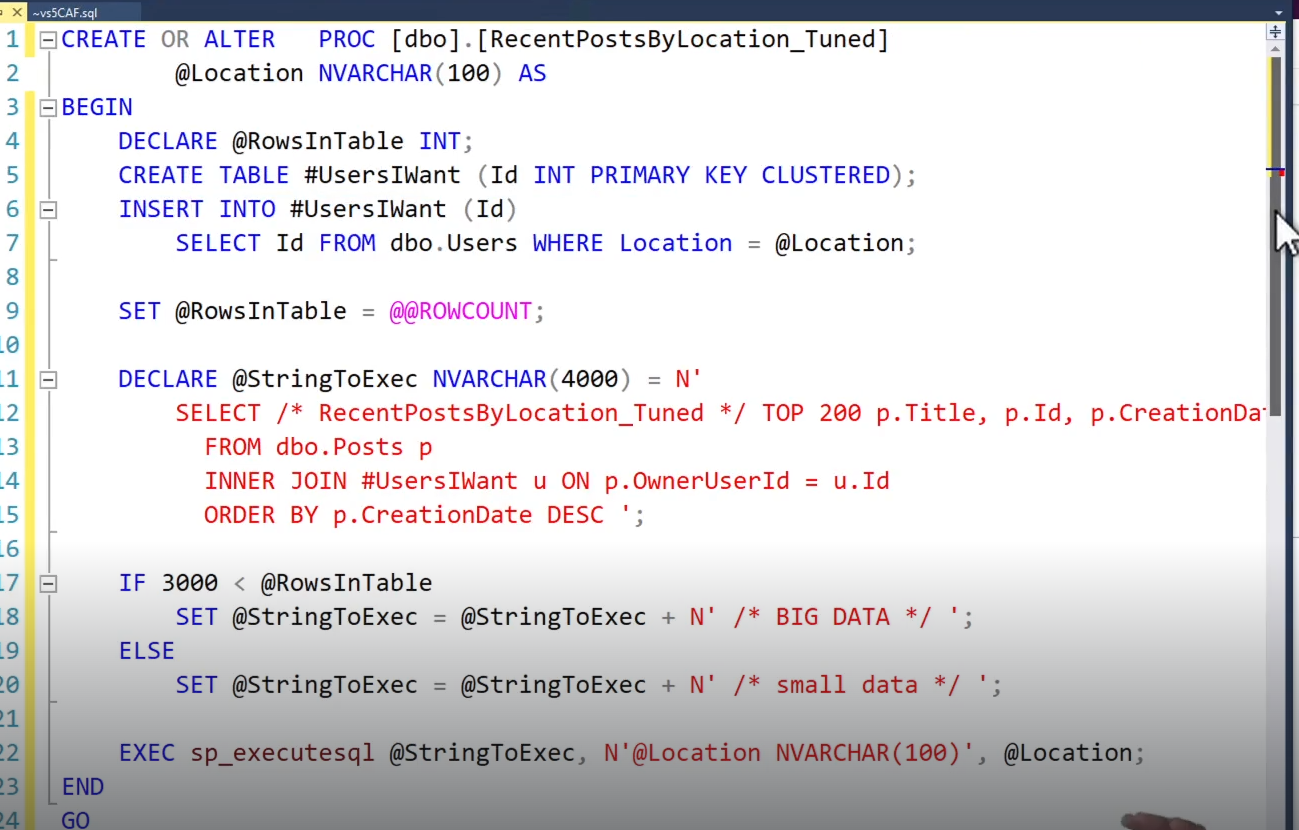 ~vs5CAF.sql
1 CREATE OR ALTER PROC [dbo].[RecentPostsByLocation_Tuned]
2 @Location NVARCHAR(100) AS
3 BEGIN
4 DECLARE @RowsInTable INT;
5 CREATE TABLE #UsersIWant (Id INT PRIMARY KEY CLUSTERED);
6 INSERT INTO #UsersIWant (Id)
7 SELECT Id FROM dbo.Users WHERE Location = @Location;
8
9 SET @RowsInTable = @@ROWCOUNT;
10
11 DECLARE @StringToExec NVARCHAR(4000) = N'
12 SELECT /* RecentPostsByLocation_Tuned */ TOP 200 p.Title, p.Id, p.CreationDat
13 FROM dbo.Posts p
14 INNER JOIN #UsersIWant u ON p.OwnerUserId = u.Id
15 ORDER BY p.CreationDate DESC ';
16
17 IF 3000 < @RowsInTable
18 SET @StringToExec = @StringToExec + N' /* BIG DATA */ ';
19 ELSE
20 SET @StringToExec = @StringToExec + N' /* small data */ ';
21
22 EXEC sp_executesql @StringToExec, N'@Location NVARCHAR(100)', @Location;
23 END
24 GO